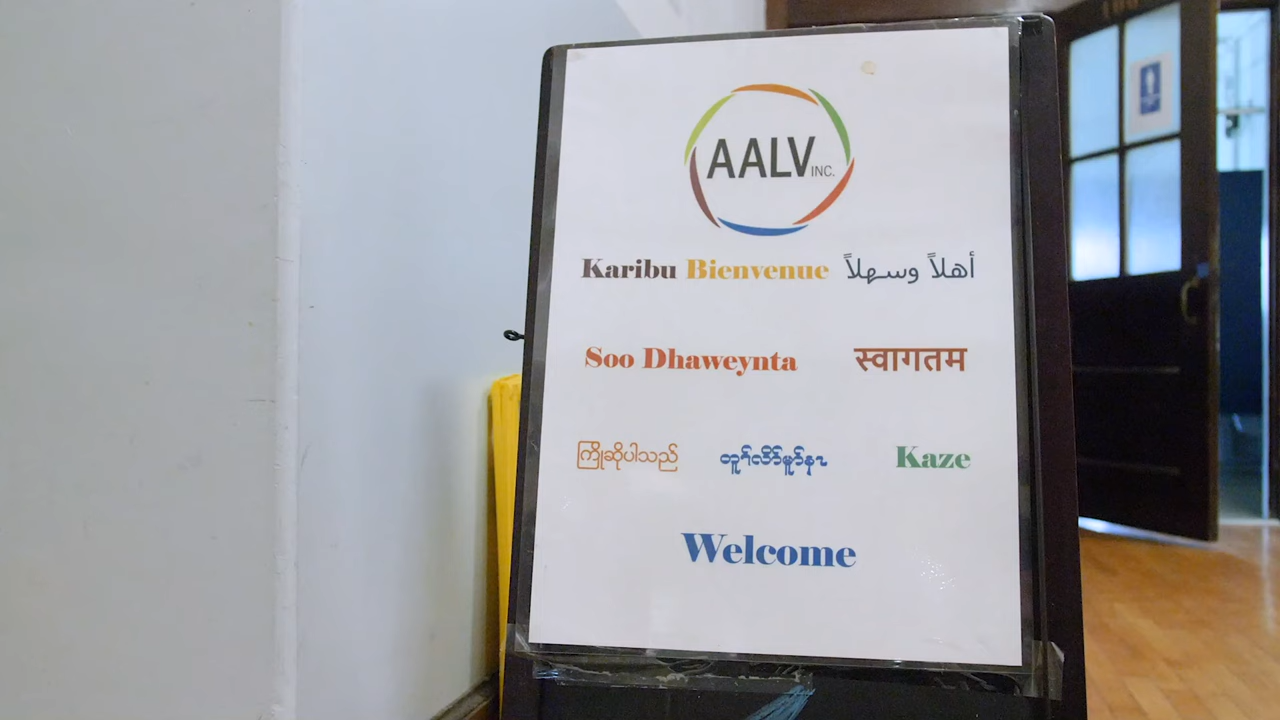 AALV INC.
Karibu Bienvenue أهلاً وسهلاً
Soo Dhaweynta स्वागतम
ကြိုဆိုပါသည် Kaze
Welcome